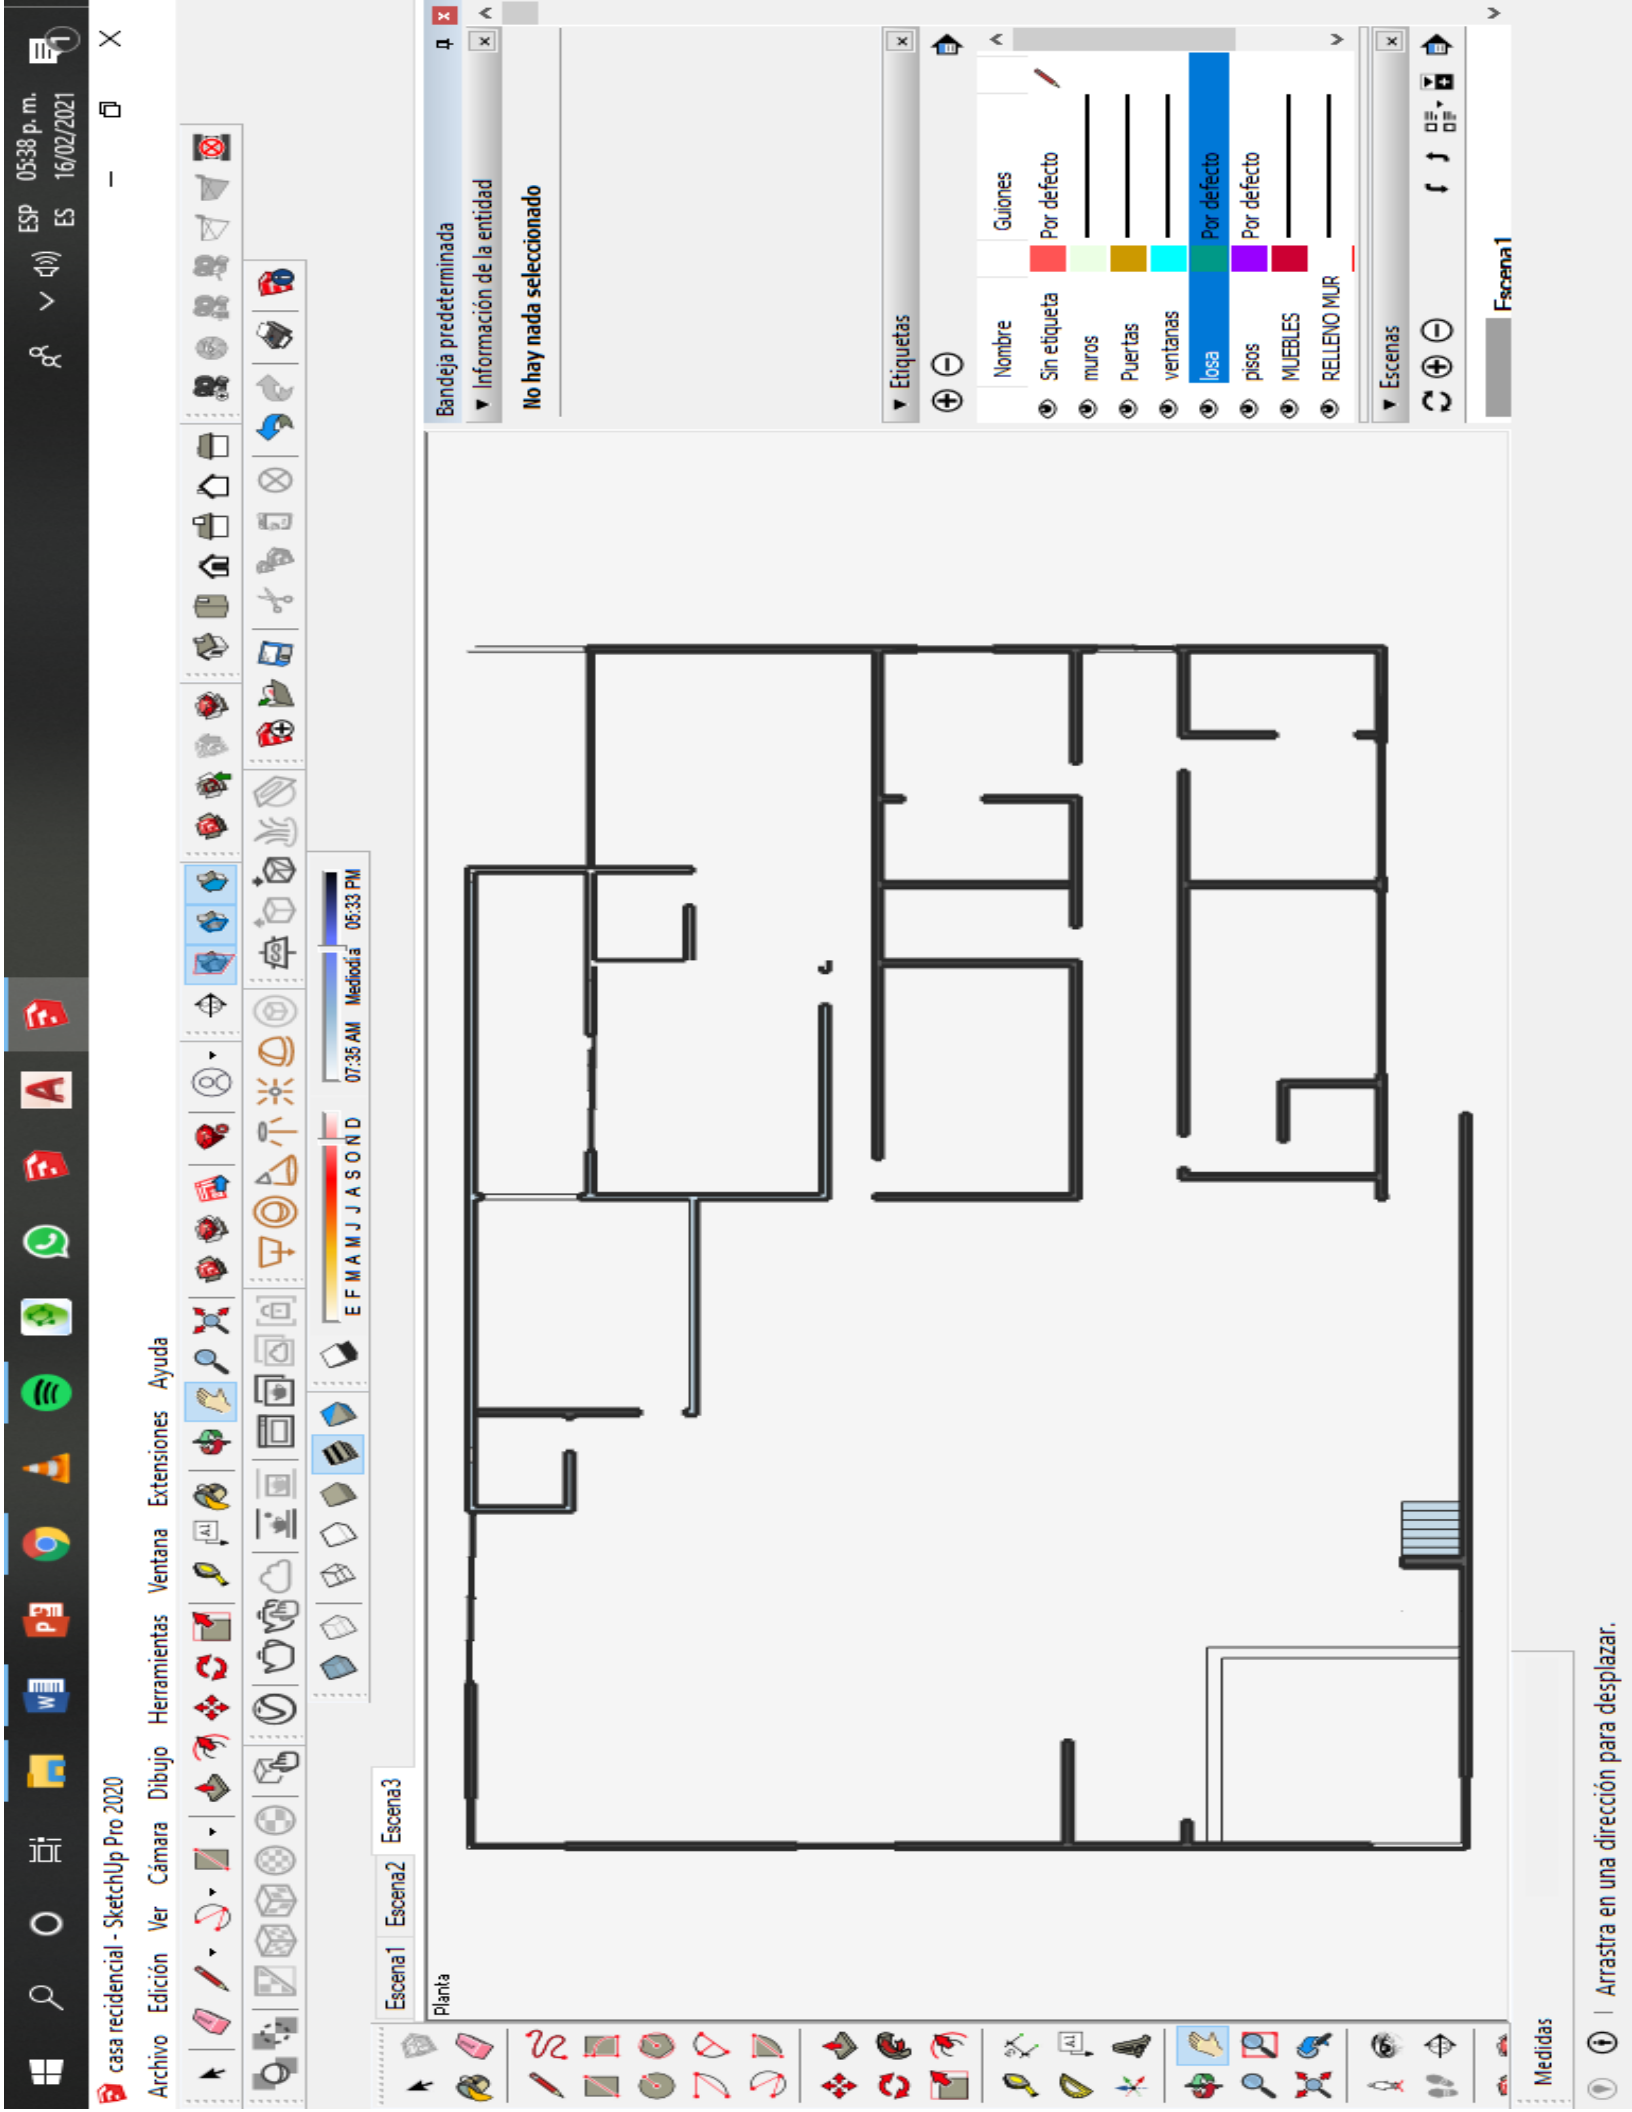 casa recidencial - SketchUp Pro 2020
Archivo Edición Ver Cámara Dibujo Herramientas Ventana Extensiones Ayuda
E F M A M J J A S O N D
07:35 AM Mediodía 05:33 PM
Escena1 Escena2 Escena3
Planta
Bandeja predeterminada
Información de la entidad
No hay nada seleccionado
Etiquetas
Nombre Guiones
Sin etiqueta Por defecto
muros
Puertas
ventanas
losa Por defecto
pisos Por defecto
MUEBLES
RELLENO MUR
Escenas
Escena1
Medidas
Arrastra en una dirección para desplazar.
ESP
ES
05:38 p. m.
16/02/2021
1